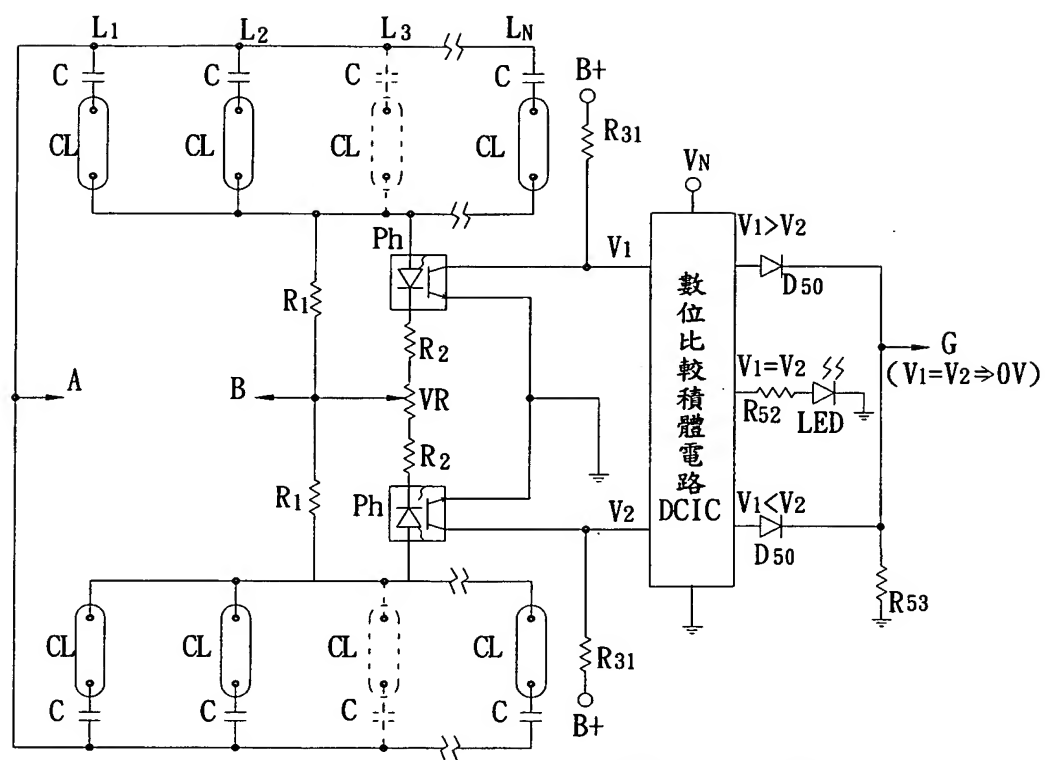 L1 L2 L3 LN
C C C C
CL CL CL CL
B+
R31
VN
Ph
V1
V1>V2
D50
R1
R2
數位比較積體電路
DCIC
A
B
VR
V1=V2
R52
LED
G
(V1=V2⇒0V)
R2
R1
Ph
V2
V1<V2
D50
R53
CL CL CL CL
R31
C C C C
B+